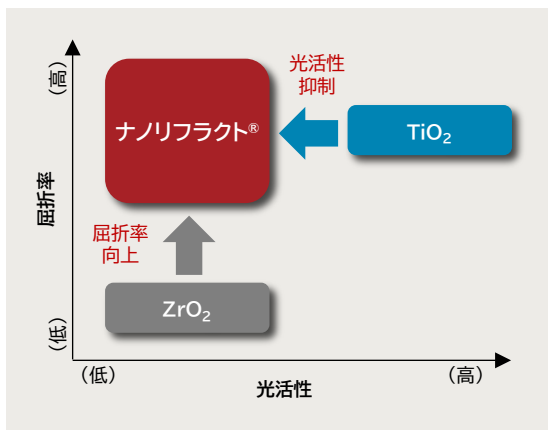 （高）
屈折率
（低）
ナノリフラクト®
光活性
抑制
TiO₂
屈折率
向上
ZrO₂
（低）
光活性
（高）